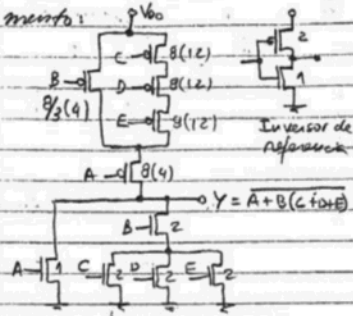 mento:
VDD
C 8(12)
2
B D 8(12)
8/3(4)
1
E 8(12)
Inversor de
referencia
A 8(4)
Y = \overline{A+B(C+D+E)}
B 2
A 1 C 2 D 2 E 2